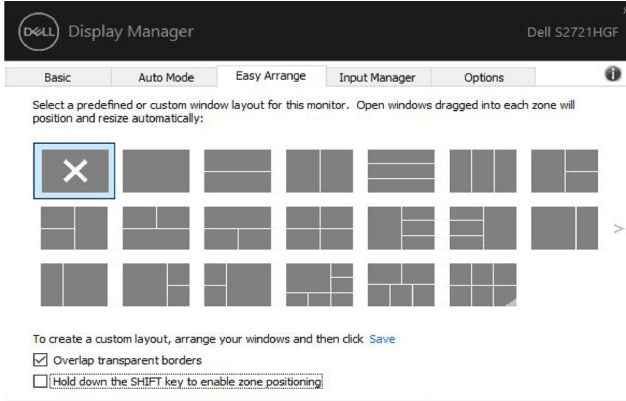 DELL Display Manager
Dell S2721HGF
Basic
Auto Mode
Easy Arrange
Input Manager
Options
Select a predefined or custom window layout for this monitor. Open windows dragged into each zone will
position and resize automatically:
To create a custom layout, arrange your windows and then click Save
Overlap transparent borders
Hold down the SHIFT key to enable zone positioning